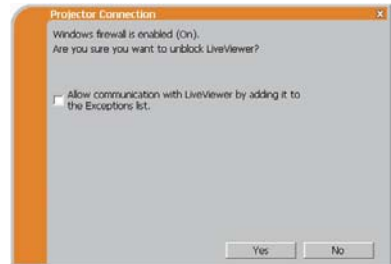 Projector Connection
Windows firewall is enabled (On).
Are you sure you want to unblock LiveViewer?
Allow communication with LiveViewer by adding it to
the Exceptions list.
Yes No